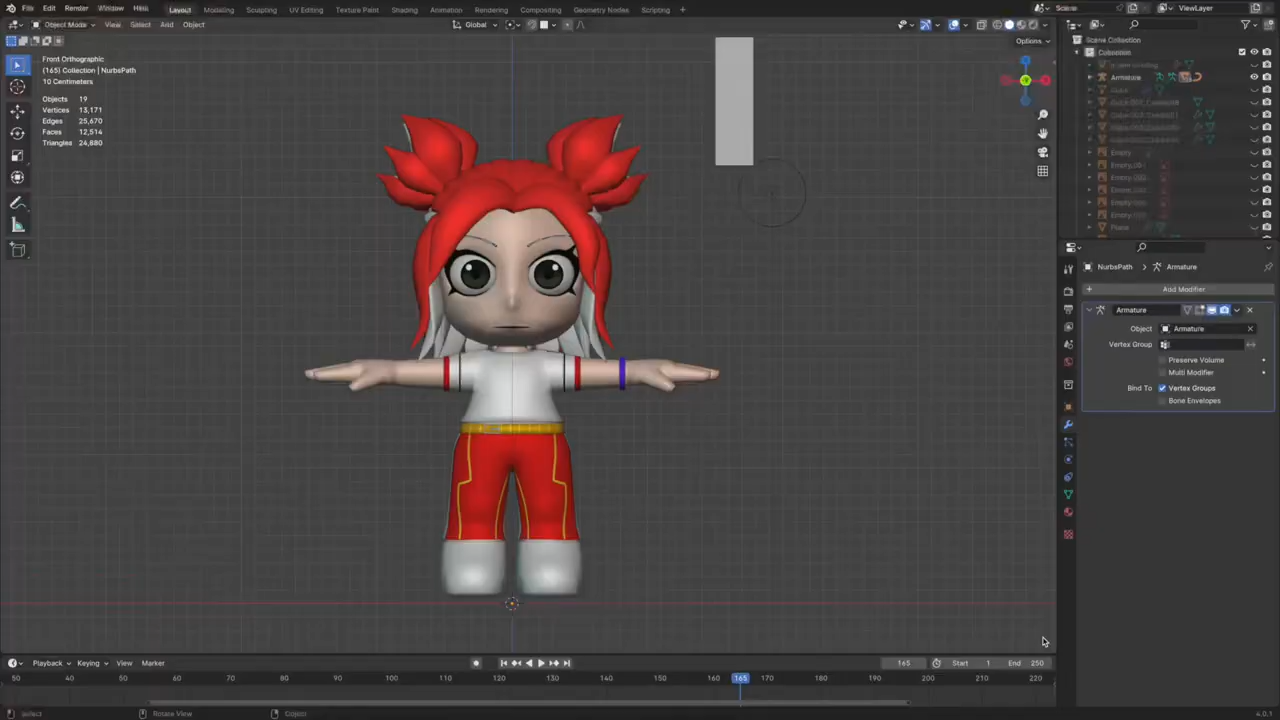 File Edit Render Window Help Layout Modeling Sculpting UV Editing Texture Paint Shading Animation Rendering Compositing Geometry Nodes Scripting Scene ViewLayer
Object Mode View Select Add Object Global
Options
Front Orthographic
(165) Collection | NurbsPath
10 Centimeters
Objects 19
Vertices 13,171
Edges 25,670
Faces 12,514
Triangles 24,880
Scene Collection
Collection
Armature
Empty
Plane
NurbsPath Armature
Add Modifier
Armature
Object Armature
Vertex Group
Preserve Volume
Multi Modifier
Bind To Vertex Groups
Bone Envelopes
Playback Keying View Marker 165 Start 1 End 250
50 40 60 70 80 90 100 110 120 130 140 150 160 165 170 180 190 200 210 220
select Rotate View Object 4.0.1